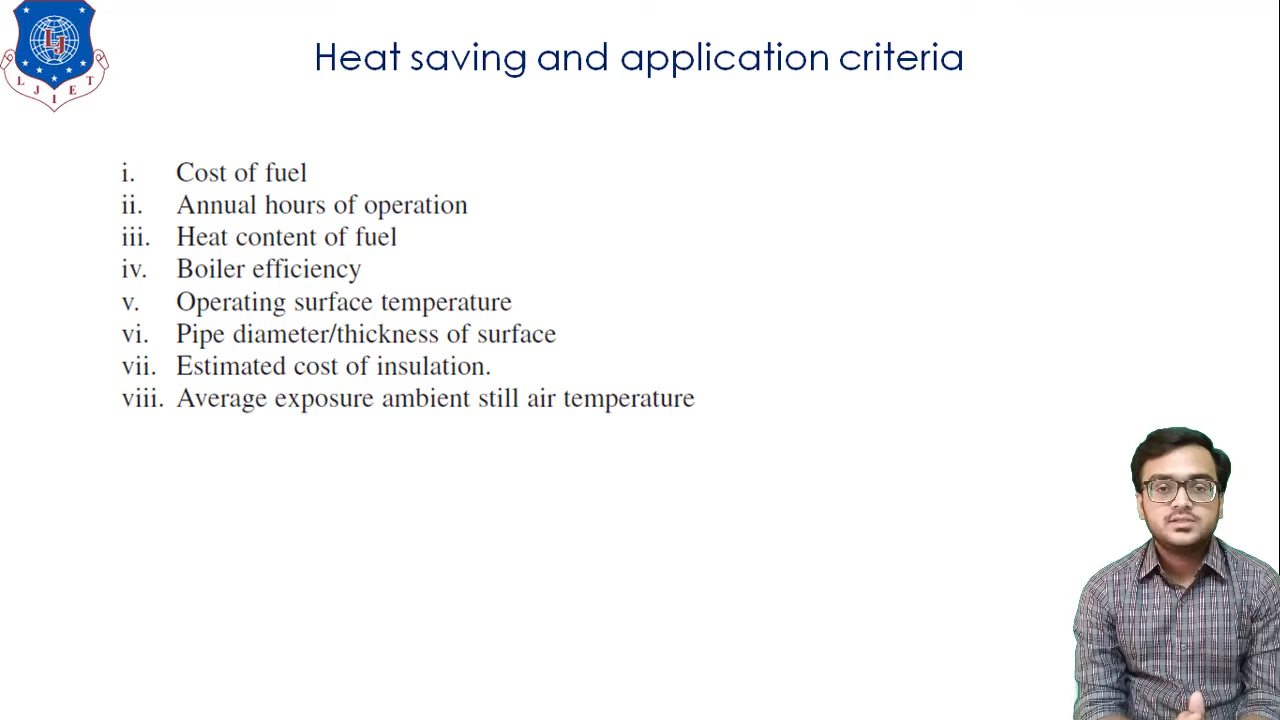 LJ
L J I E T
Heat saving and application criteria
i. Cost of fuel
ii. Annual hours of operation
iii. Heat content of fuel
iv. Boiler efficiency
v. Operating surface temperature
vi. Pipe diameter/thickness of surface
vii. Estimated cost of insulation.
viii. Average exposure ambient still air temperature